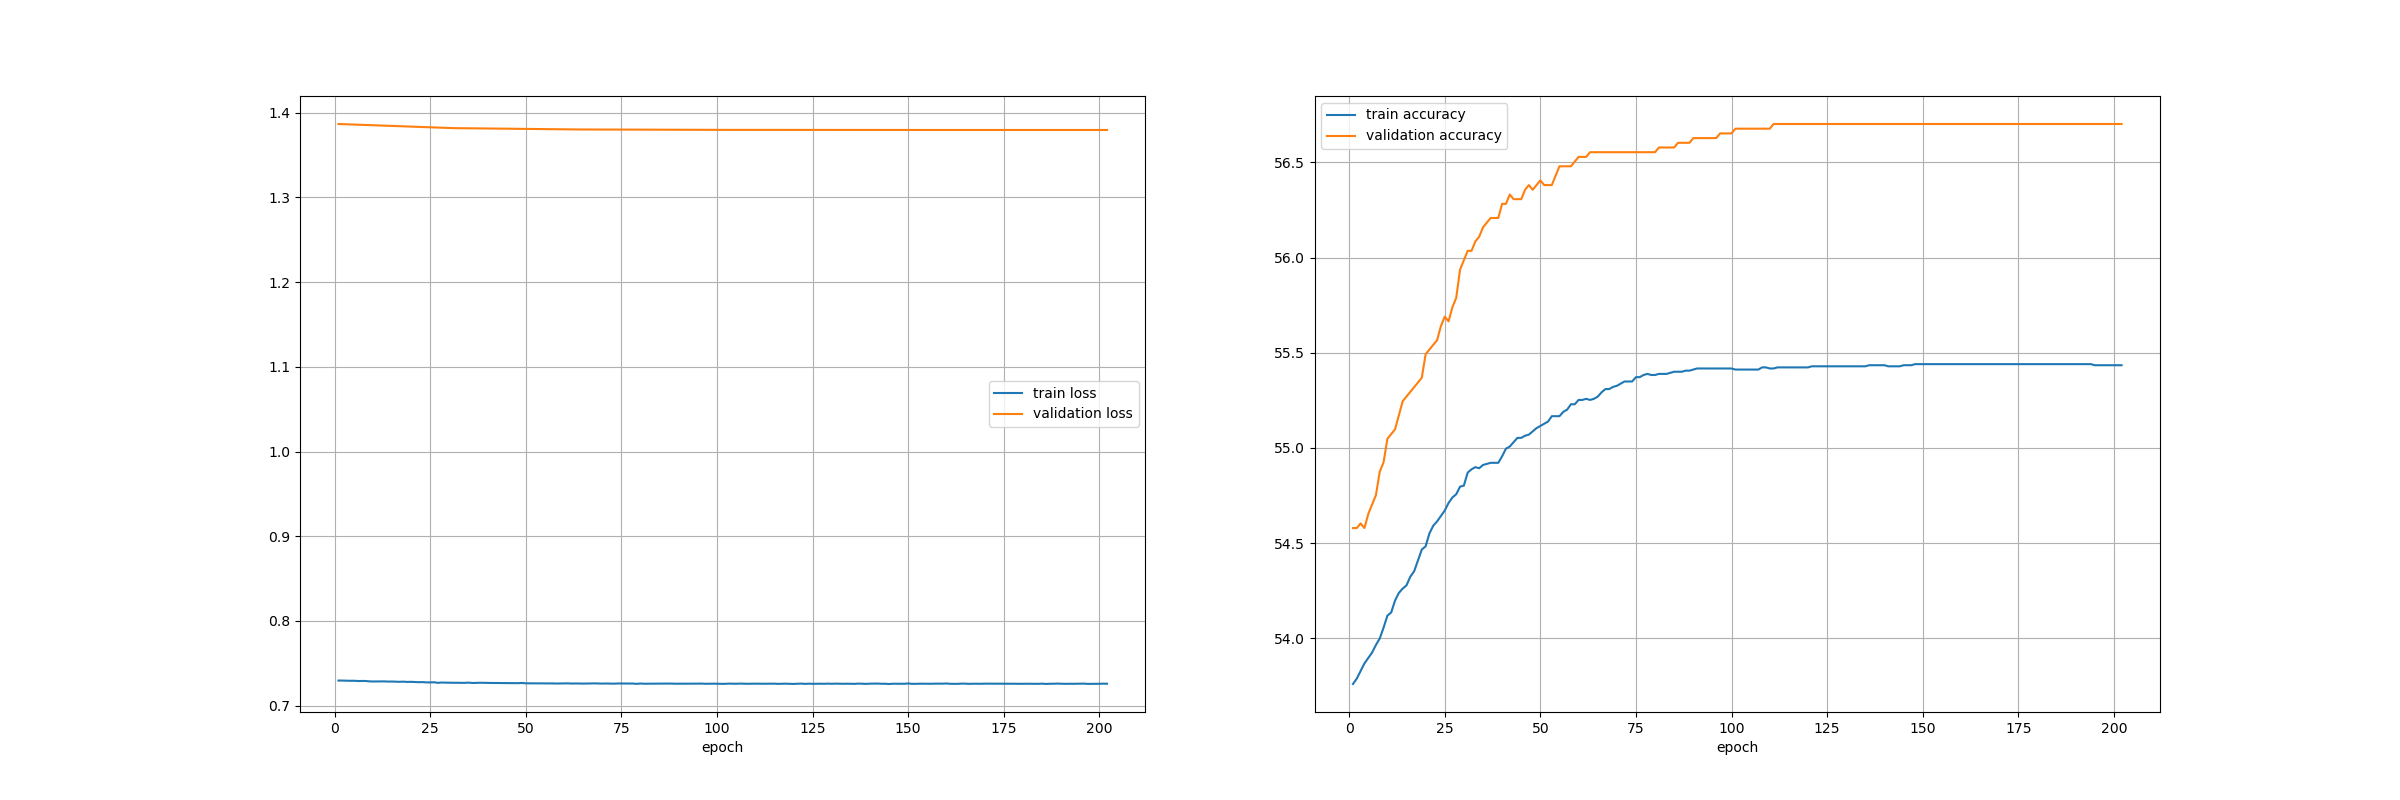 1.4
1.3
1.2
1.1
1.0
0.9
0.8
0.7
train loss
validation loss
0 25 50 75 100 125 150 175 200
epoch
train accuracy
validation accuracy
56.5
56.0
55.5
55.0
54.5
54.0
0 25 50 75 100 125 150 175 200
epoch